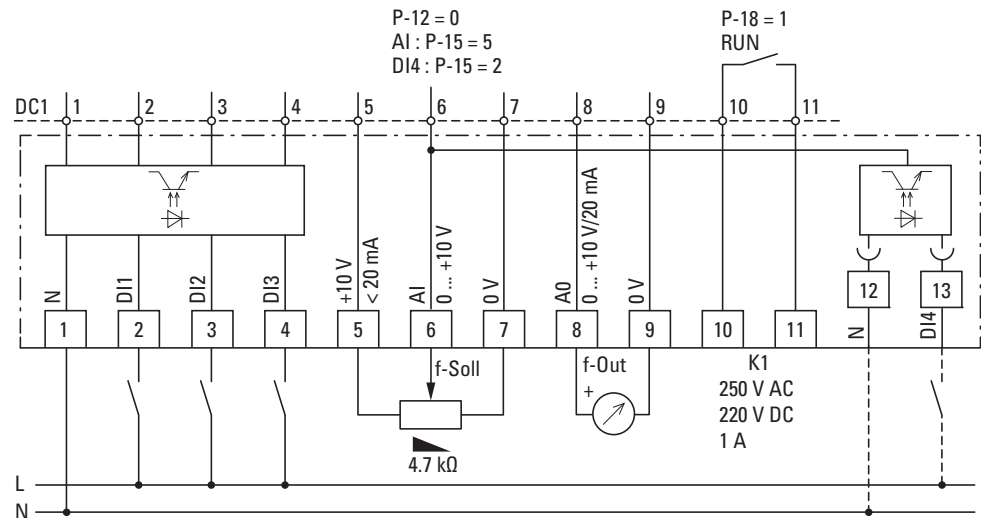 P-12 = 0
AI : P-15 = 5
DI4 : P-15 = 2
P-18 = 1
RUN
DC1 1 2 3 4 5 6 7 8 9 10 11
N
DI1
DI2
DI3
+10 V
< 20 mA
AI
0 ... +10 V
0 V
A0
0 ... +10 V/20 mA
0 V
12 13
N
DI4
1 2 3 4 5 6 7 8 9 10 11
f-Soll
4.7 kΩ
f-Out
+
K1
250 V AC
220 V DC
1 A
L
N